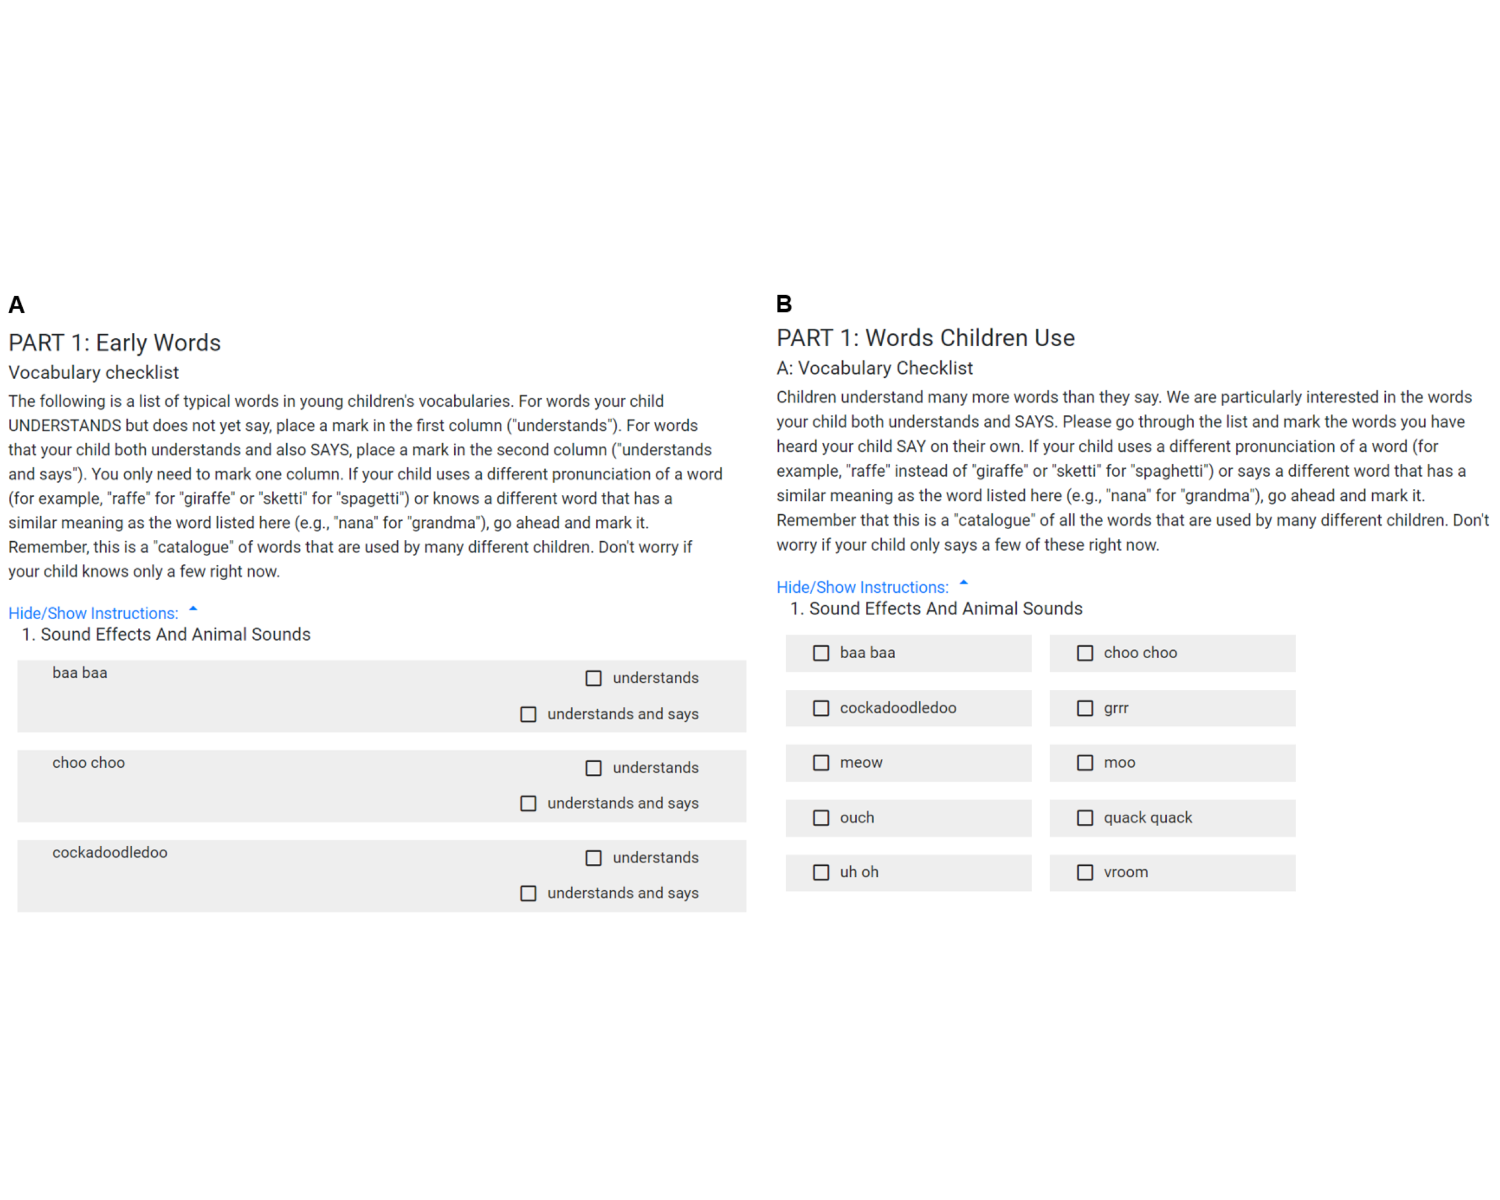 A
PART 1: Early Words
Vocabulary checklist
The following is a list of typical words in young children's vocabularies. For words your child
UNDERSTANDS but does not yet say, place a mark in the first column ("understands"). For words
that your child both understands and also SAYS, place a mark in the second column ("understands
and says"). You only need to mark one column. If your child uses a different pronunciation of a word
(for example, "raffe" for "giraffe" or "sketti" for "spagetti") or knows a different word that has a
similar meaning as the word listed here (e.g., "nana" for "grandma"), go ahead and mark it.
Remember, this is a "catalogue" of words that are used by many different children. Don't worry if
your child knows only a few right now.
Hide/Show Instructions:
1. Sound Effects And Animal Sounds
baa baa
understands
understands and says
choo choo
understands
understands and says
cockadoodledoo
understands
understands and says
B
PART 1: Words Children Use
A: Vocabulary Checklist
Children understand many more words than they say. We are particularly interested in the words
your child both understands and SAYS. Please go through the list and mark the words you have
heard your child SAY on their own. If your child uses a different pronunciation of a word (for
example, "raffe" instead of "giraffe" or "sketti" for "spaghetti") or says a different word that has a
similar meaning as the word listed here (e.g., "nana" for "grandma"), go ahead and mark it.
Remember that this is a "catalogue" of all the words that are used by many different children. Don't
worry if your child only says a few of these right now.
Hide/Show Instructions:
1. Sound Effects And Animal Sounds
baa baa
choo choo
cockadoodledoo
grrr
meow
moo
ouch
quack quack
uh oh
vroom